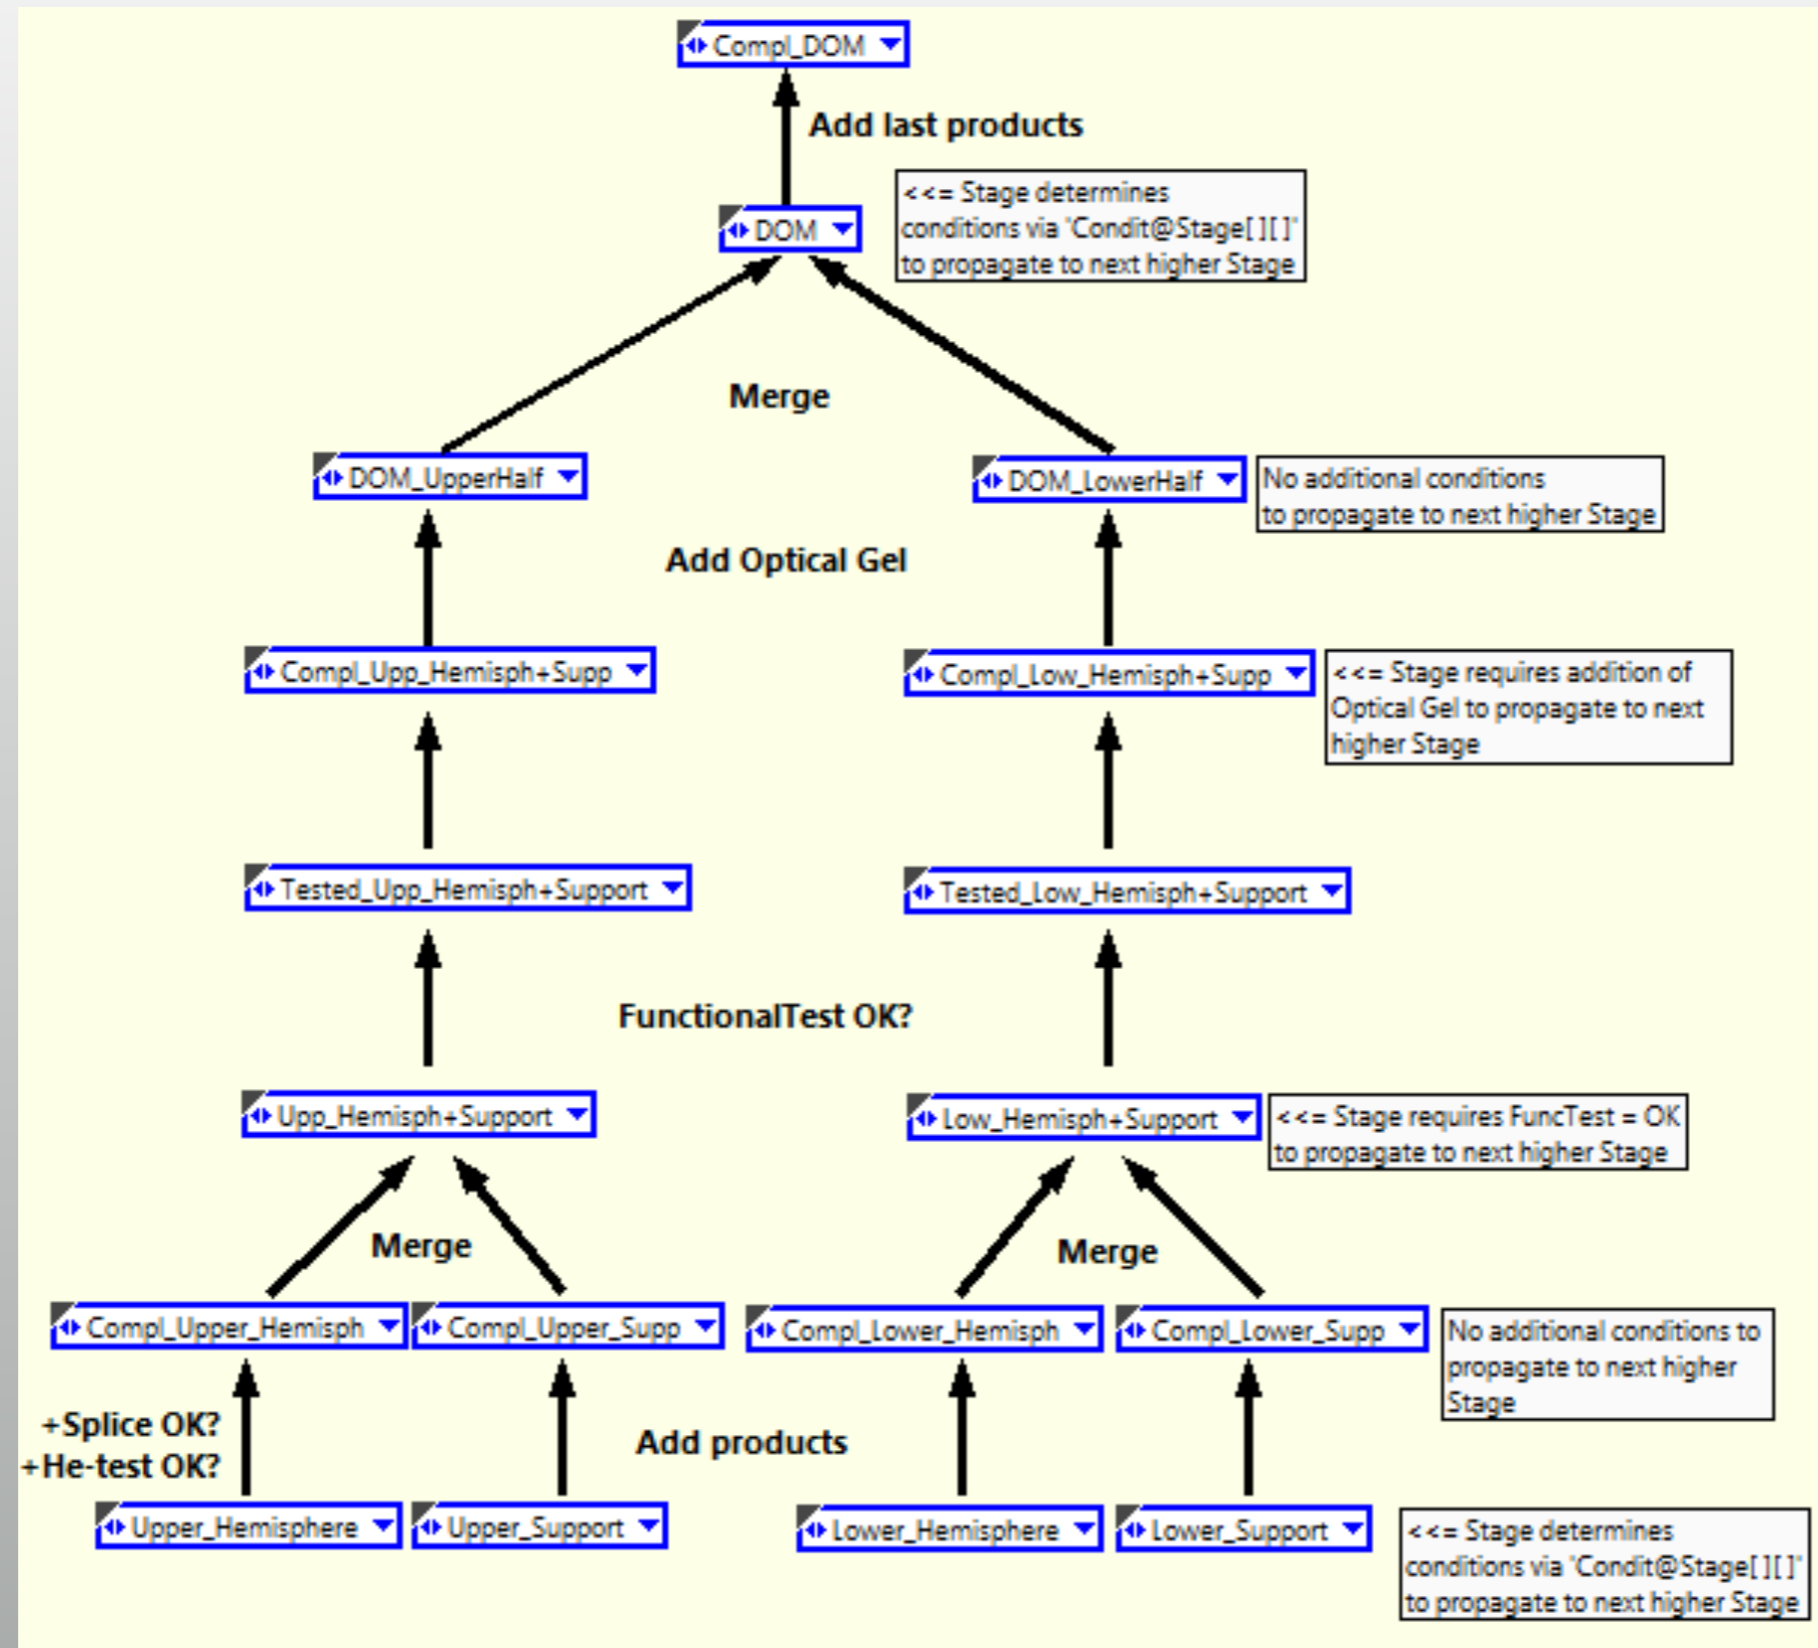 Compl_DOM
Add last products
<<= Stage determines
conditions via 'Condit@Stage[ ][ ]'
to propagate to next higher Stage
DOM
Merge
DOM_UpperHalf
DOM_LowerHalf
No additional conditions
to propagate to next higher Stage
Add Optical Gel
Compl_Upp_Hemisph+Supp
Compl_Low_Hemisph+Supp
<<= Stage requires addition of
Optical Gel to propagate to next
higher Stage
Tested_Upp_Hemisph+Support
Tested_Low_Hemisph+Support
FunctionalTest OK?
Upp_Hemisph+Support
Low_Hemisph+Support
<<= Stage requires FuncTest = OK
to propagate to next higher Stage
Merge
Merge
Compl_Upper_Hemisph
Compl_Upper_Supp
Compl_Lower_Hemisph
Compl_Lower_Supp
No additional conditions to
propagate to next higher
Stage
+Splice OK?
+He-test OK?
Add products
Upper_Hemisphere
Upper_Support
Lower_Hemisphere
Lower_Support
<<= Stage determines
conditions via 'Condit@Stage[ ][ ]'
to propagate to next higher Stage